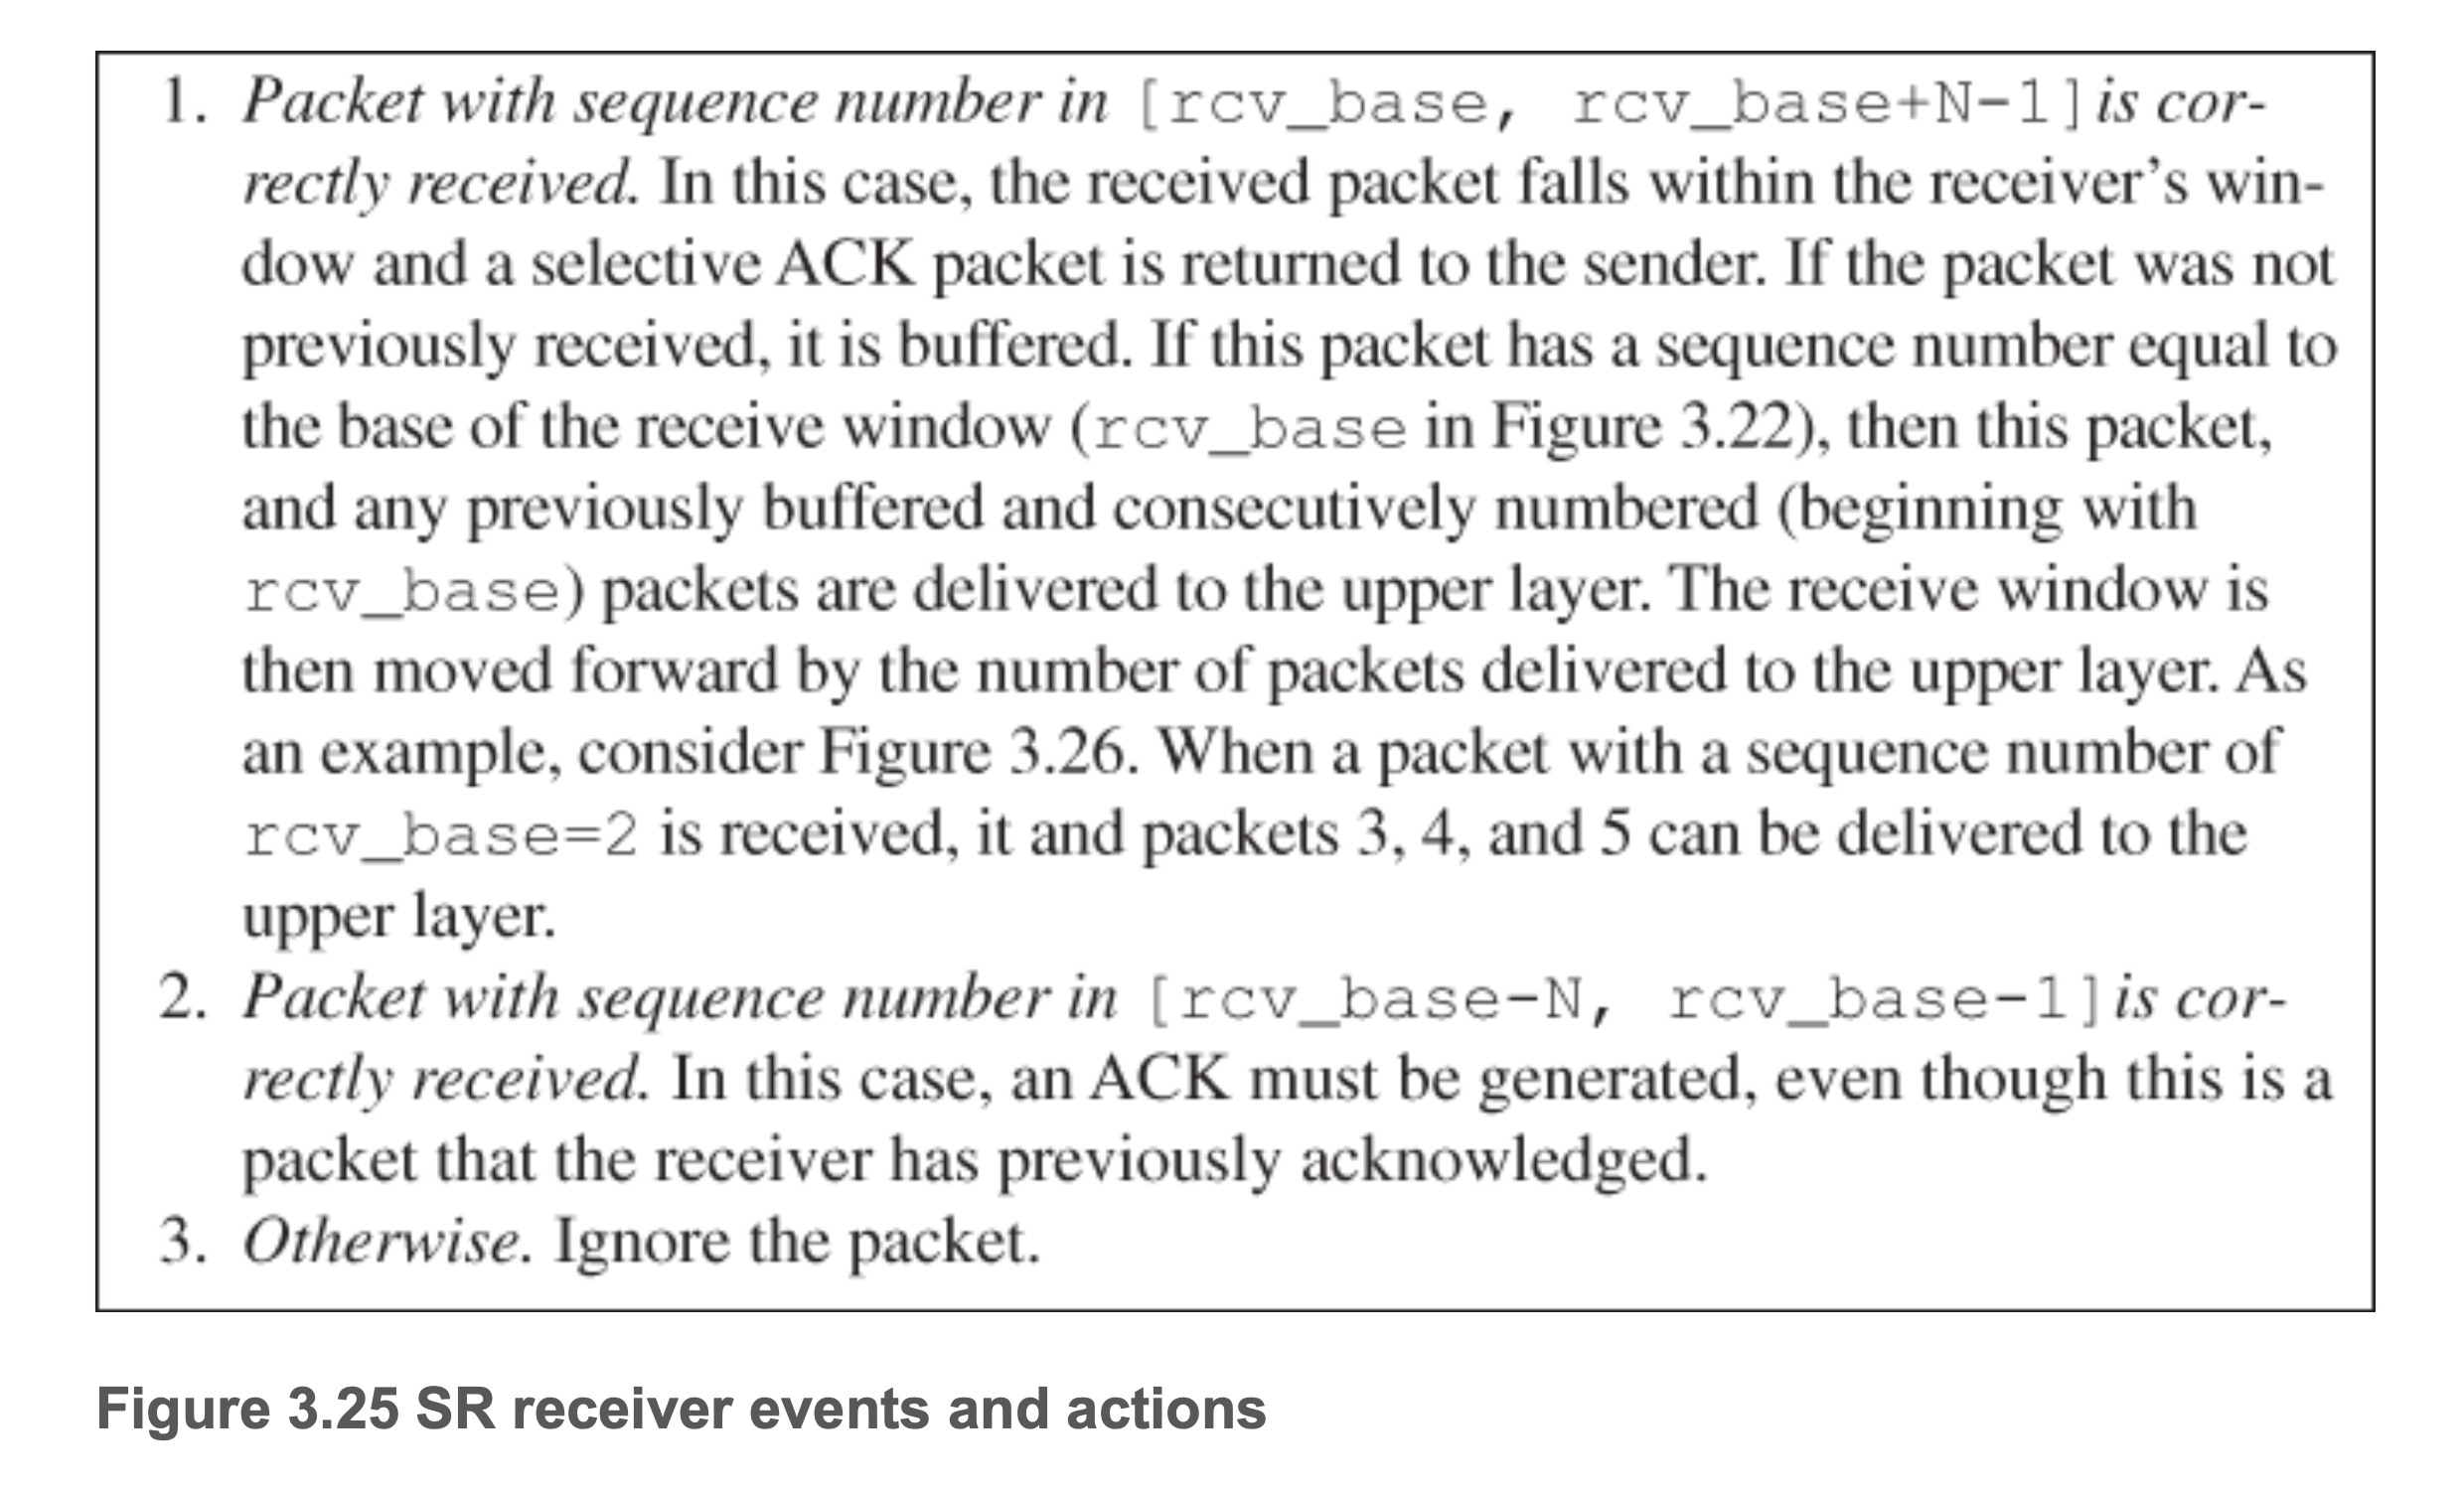 1. Packet with sequence number in [rcv_base, rcv_base+N-1] is cor-
rectly received. In this case, the received packet falls within the receiver's win-
dow and a selective ACK packet is returned to the sender. If the packet was not
previously received, it is buffered. If this packet has a sequence number equal to
the base of the receive window (rcv_base in Figure 3.22), then this packet,
and any previously buffered and consecutively numbered (beginning with
rcv_base) packets are delivered to the upper layer. The receive window is
then moved forward by the number of packets delivered to the upper layer. As
an example, consider Figure 3.26. When a packet with a sequence number of
rcv_base=2 is received, it and packets 3, 4, and 5 can be delivered to the
upper layer.
2. Packet with sequence number in [rcv_base-N, rcv_base-1] is cor-
rectly received. In this case, an ACK must be generated, even though this is a
packet that the receiver has previously acknowledged.
3. Otherwise. Ignore the packet.
Figure 3.25 SR receiver events and actions